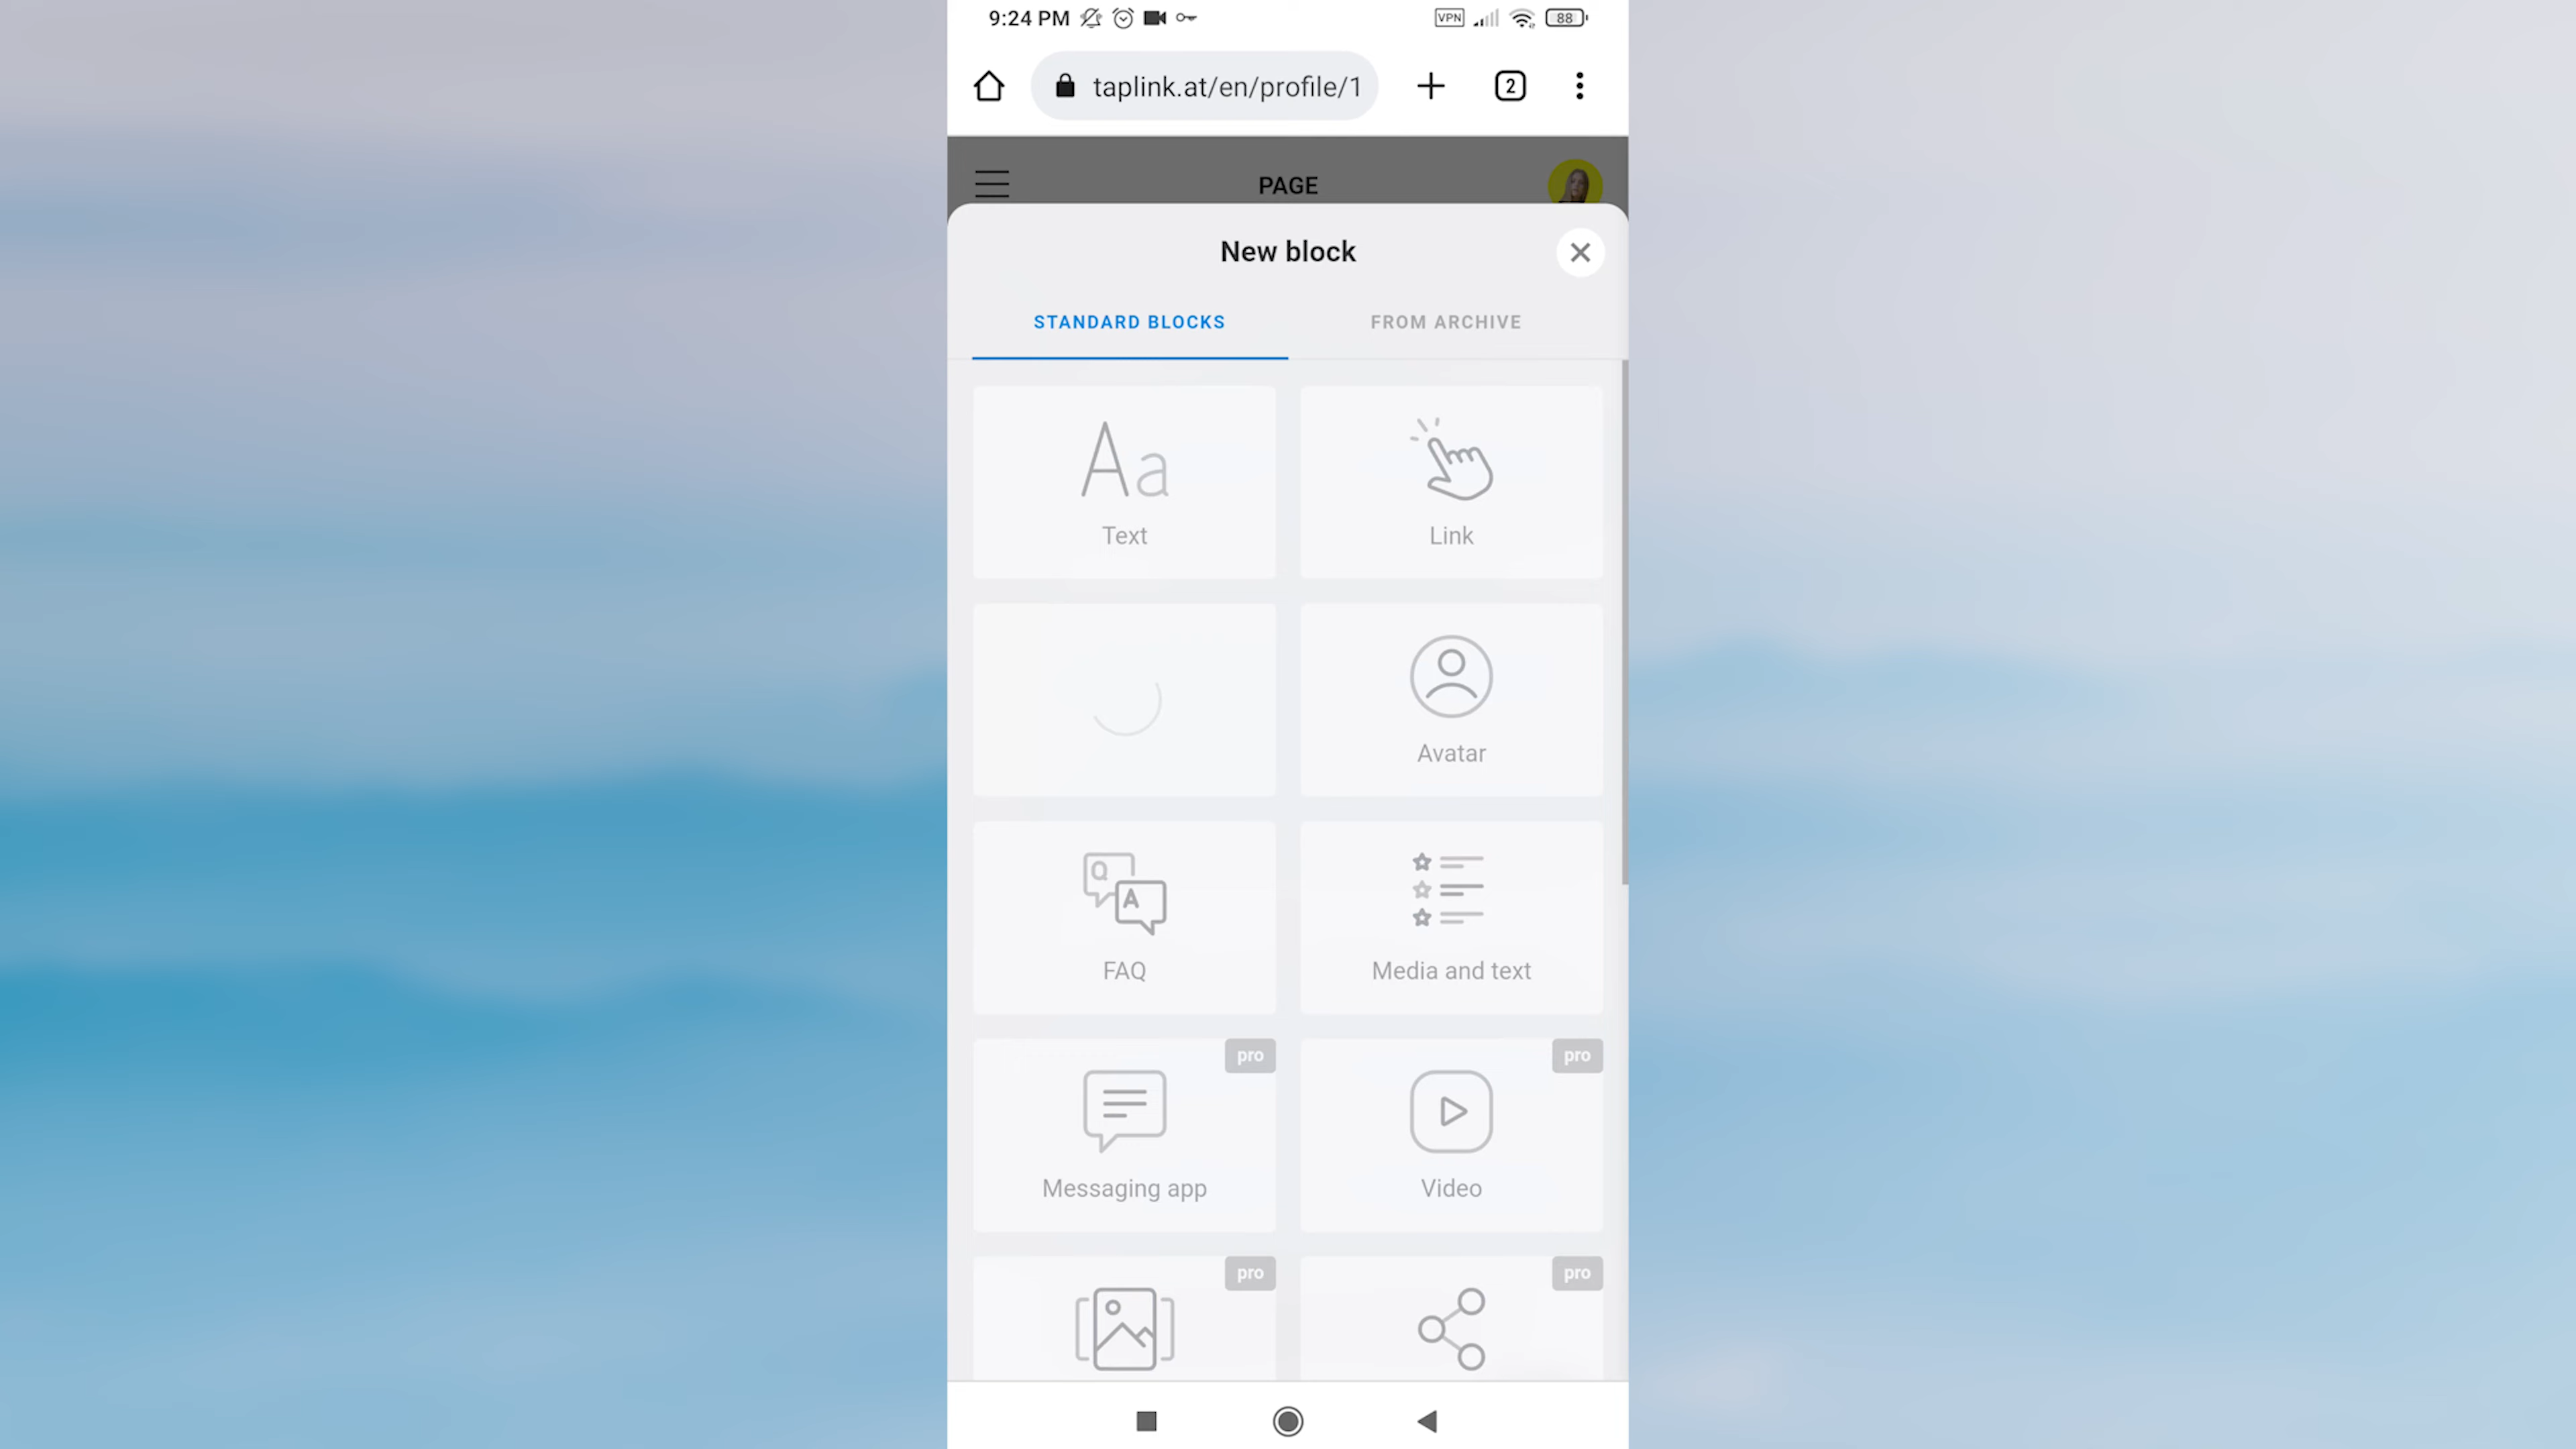 9:24 PM
VPN
88
taplink.at/en/profile/1
2
PAGE
New block
STANDARD BLOCKS
FROM ARCHIVE
Aa
Text
Link
Avatar
Q
A
FAQ
Media and text
pro
Messaging app
pro
Video
pro
pro